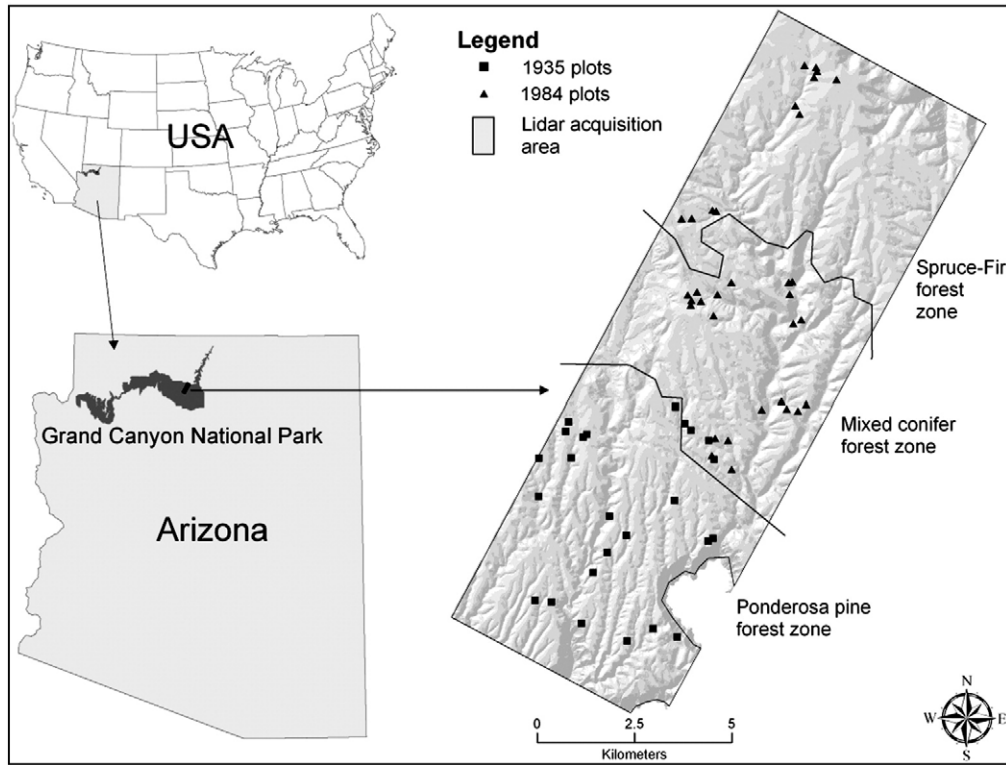 USA
Legend
1935 plots
1984 plots
Lidar acquisition
area
Spruce-Fir
forest
zone
Mixed conifer
forest zone
Ponderosa pine
forest zone
Grand Canyon National Park
Arizona
0
2.5
5
Kilometers
N
W
E
S